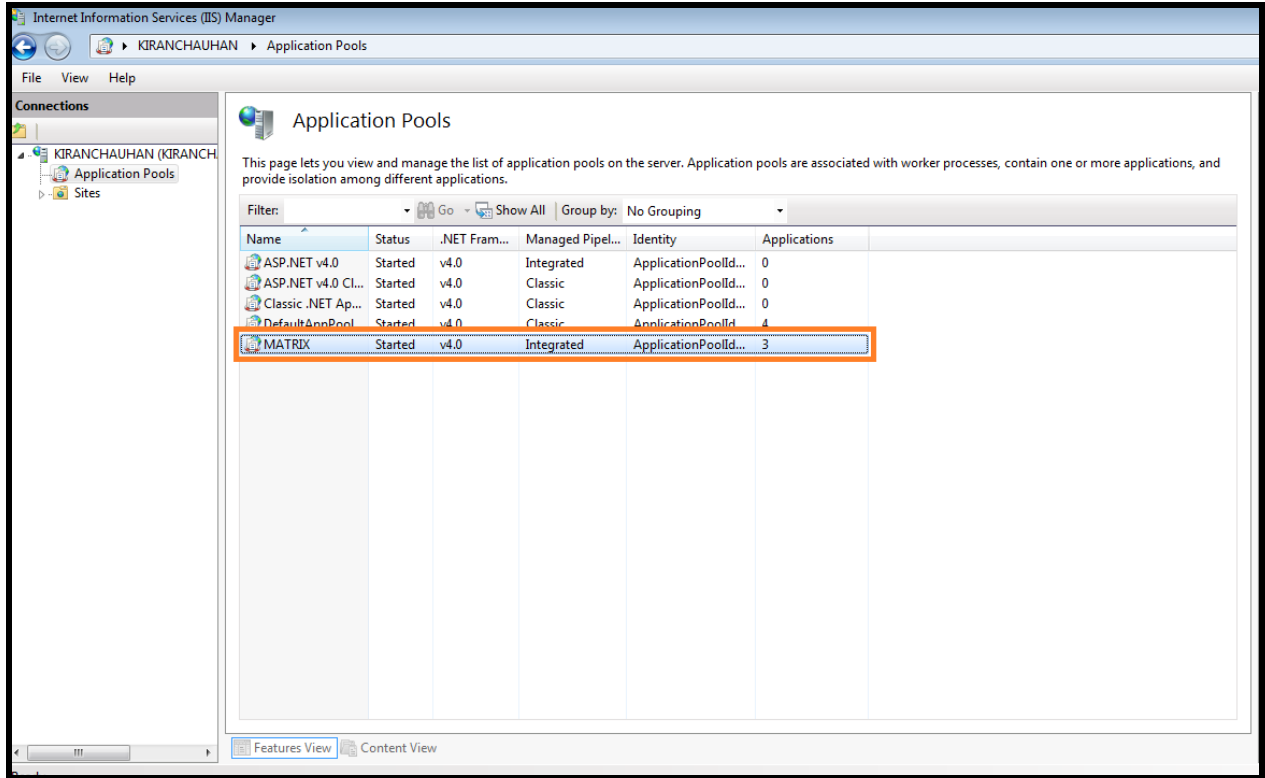 Internet Information Services (IIS) Manager
KIRANCHAUHAN Application Pools
File View Help
Connections
KIRANCHAUHAN (KIRANCH
Application Pools
Sites
Application Pools
This page lets you view and manage the list of application pools on the server. Application pools are associated with worker processes, contain one or more applications, and
provide isolation among different applications.
Filter: Go Show All Group by: No Grouping
Name Status .NET Fram... Managed Pipel... Identity Applications
ASP.NET v4.0 Started v4.0 Integrated ApplicationPoolId... 0
ASP.NET v4.0 Cl... Started v4.0 Classic ApplicationPoolId... 0
Classic .NET Ap... Started v4.0 Classic ApplicationPoolId... 0
DefaultAppPool Started v4.0 Classic ApplicationPoolId 4
MATRIX Started v4.0 Integrated ApplicationPoolId... 3
Features View Content View